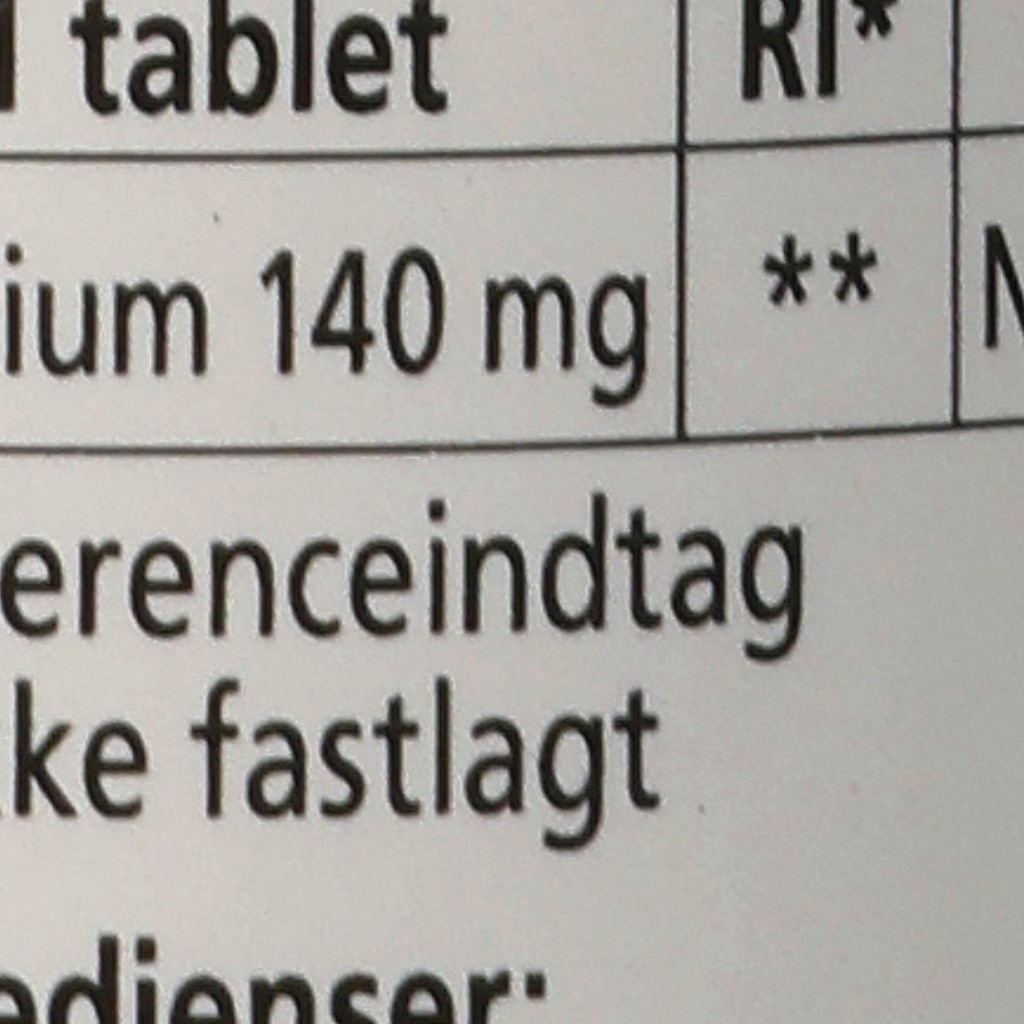 tablet RI*
ium 140 mg ** N
erenceindtag
ke fastlagt
edienser: